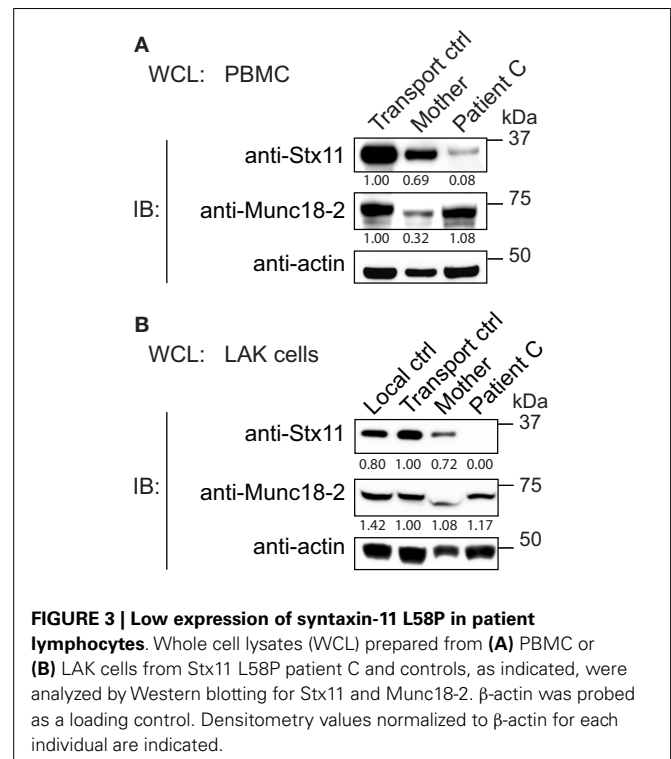 A
WCL: PBMC
Transport ctrl
Mother
Patient C
kDa
anti-Stx11
37
1.00 0.69 0.08
IB:
anti-Munc18-2
75
1.00 0.32 1.08
anti-actin
50
B
WCL: LAK cells
Local ctrl
Transport ctrl
Mother
Patient C
kDa
anti-Stx11
37
0.80 1.00 0.72 0.00
IB:
anti-Munc18-2
75
1.42 1.00 1.08 1.17
anti-actin
50
FIGURE 3 | Low expression of syntaxin-11 L58P in patient
lymphocytes. Whole cell lysates (WCL) prepared from (A) PBMC or
(B) LAK cells from Stx11 L58P patient C and controls, as indicated, were
analyzed by Western blotting for Stx11 and Munc18-2. β-actin was probed
as a loading control. Densitometry values normalized to β-actin for each
individual are indicated.